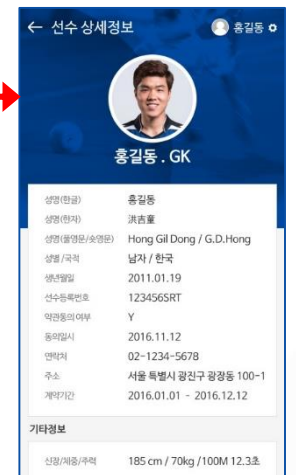 ← 선수 상세정보 홍길동
홍길동 . GK
성명(한글) 홍길동
성명(한자) 洪吉童
성명(풀영문/숏영문) Hong Gil Dong / G.D.Hong
성별/국적 남자 / 한국
생년월일 2011.01.19
선수등록번호 123456SRT
약관동의 여부 Y
동의일시 2016.11.12
연락처 02-1234-5678
주소 서울 특별시 광진구 광장동 100-1
계약기간 2016.01.01 - 2016.12.12
기타정보
신장/체중/주력 185 cm / 70kg /100M 12.3초